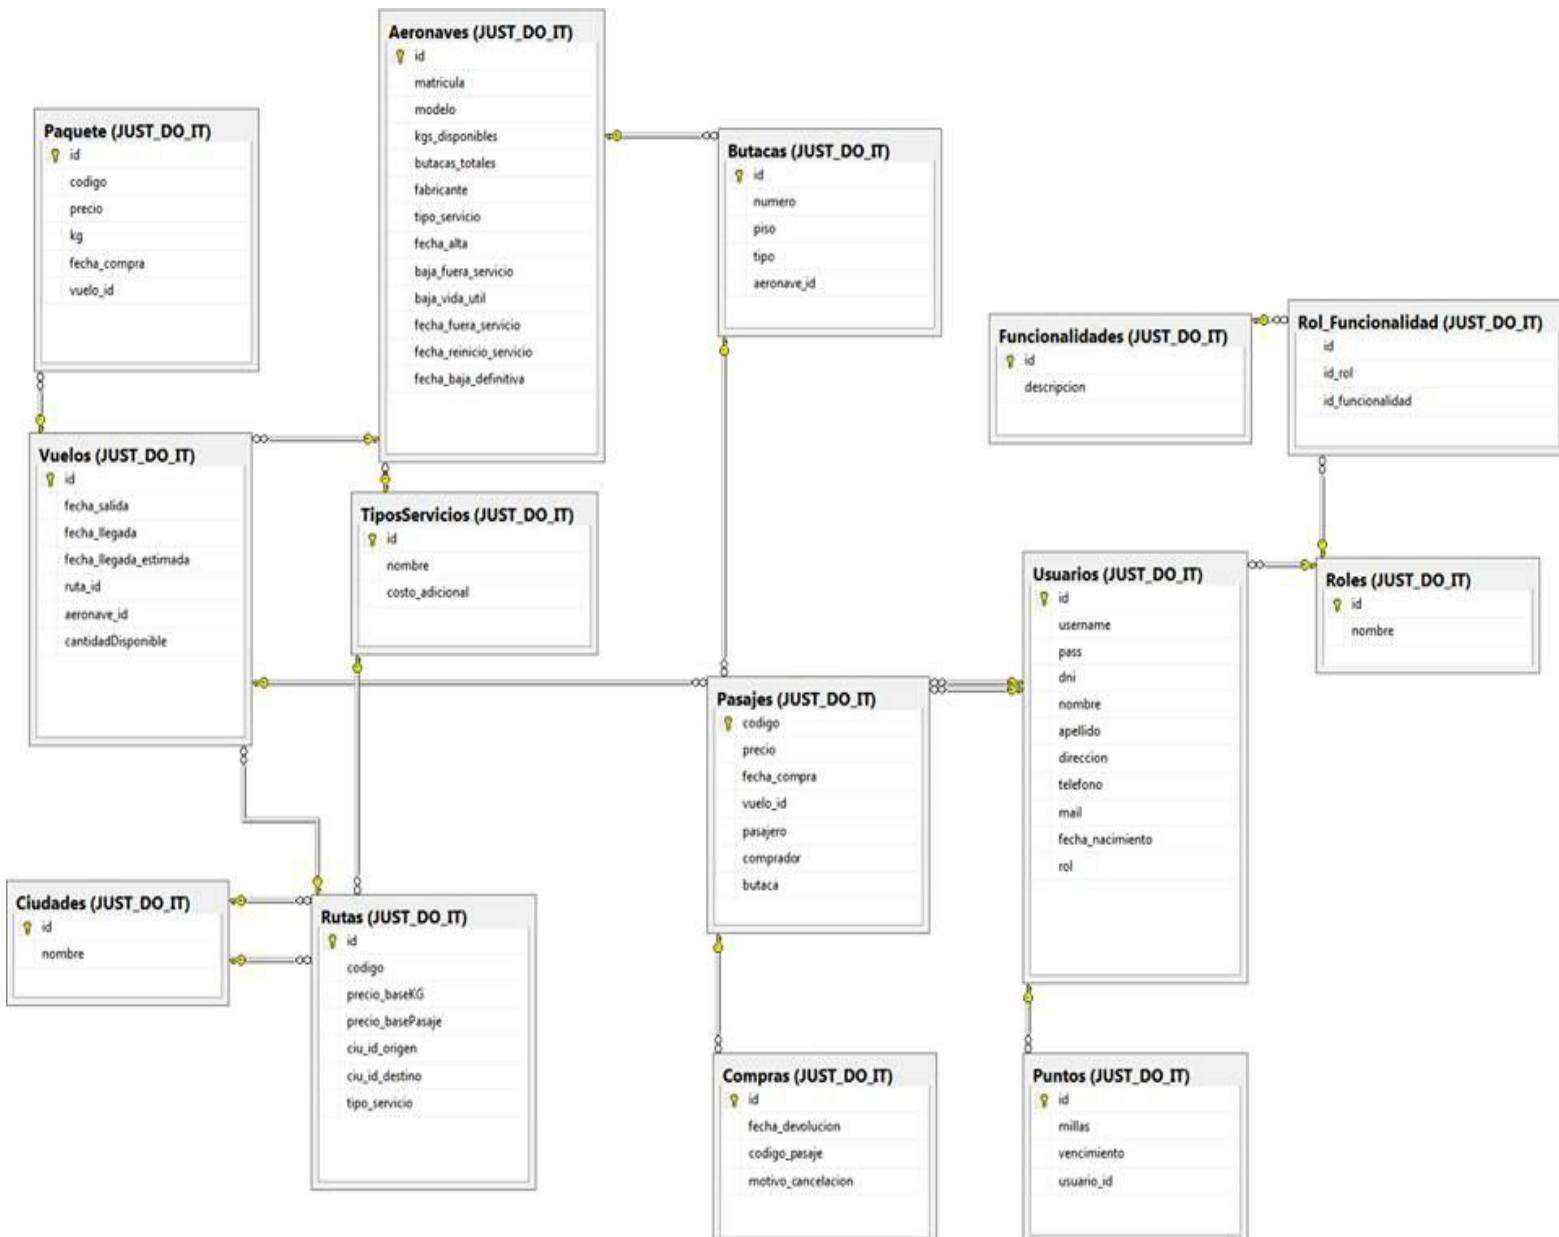 Aeronaves (JUST_DO_IT)
id
matricula
modelo
kgs_disponibles
butacas_totales
fabricante
tipo_servicio
fecha_alta
baja_fuera_servicio
baja_vida_util
fecha_fuera_servicio
fecha_reinicio_servicio
fecha_baja_definitiva
Paquete (JUST_DO_IT)
id
codigo
precio
kg
fecha_compra
vuelo_id
Butacas (JUST_DO_IT)
id
numero
piso
tipo
aeronave_id
Funcionalidades (JUST_DO_IT)
id
descripcion
Rol_Funcionalidad (JUST_DO_IT)
id
id_rol
id_funcionalidad
Vuelos (JUST_DO_IT)
id
fecha_salida
fecha_llegada
fecha_llegada_estimada
ruta_id
aeronave_id
cantidadDisponible
TiposServicios (JUST_DO_IT)
id
nombre
costo_adicional
Usuarios (JUST_DO_IT)
id
username
pass
dni
nombre
apellido
direccion
telefono
mail
fecha_nacimiento
rol
Roles (JUST_DO_IT)
id
nombre
Pasajes (JUST_DO_IT)
codigo
precio
fecha_compra
vuelo_id
pasajero
comprador
butaca
Ciudades (JUST_DO_IT)
id
nombre
Rutas (JUST_DO_IT)
id
codigo
precio_baseKG
precio_basePasaje
ciu_id_origen
ciu_id_destino
tipo_servicio
Compras (JUST_DO_IT)
id
fecha_devolucion
codigo_pasaje
motivo_cancelacion
Puntos (JUST_DO_IT)
id
millas
vencimiento
usuario_id